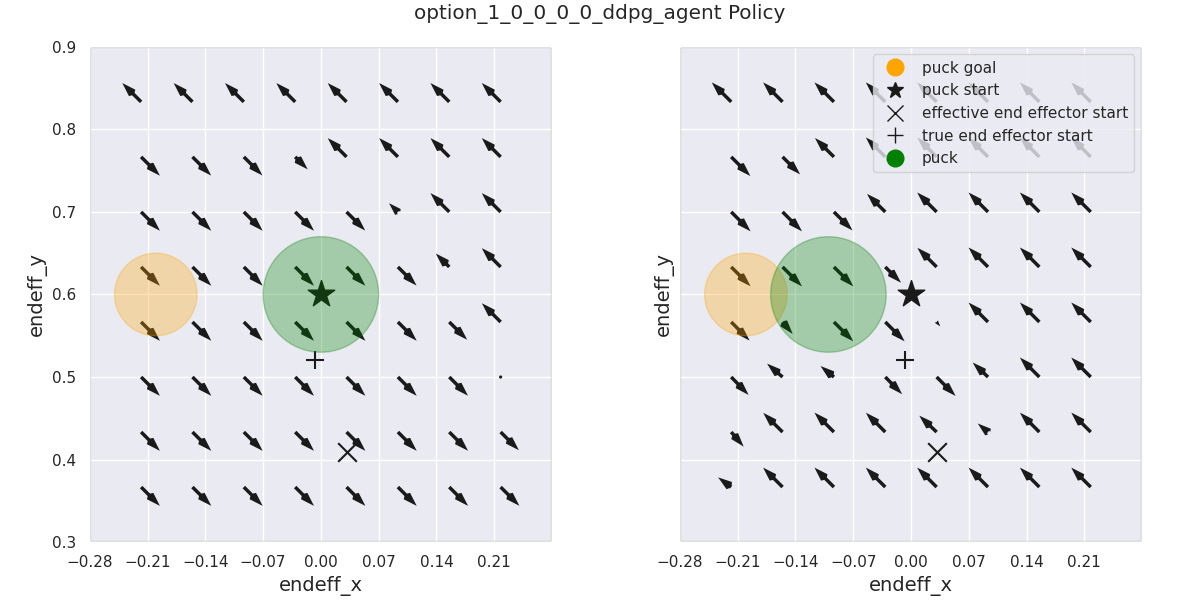 option_1_0_0_0_0_ddpg_agent Policy
endeff_y
0.9
0.8
0.7
0.6
0.5
0.4
0.3
−0.28 −0.21 −0.14 −0.07 0.00 0.07 0.14 0.21
endeff_x
endeff_y
puck goal
puck start
effective end effector start
true end effector start
puck
−0.28 −0.21 −0.14 −0.07 0.00 0.07 0.14 0.21
endeff_x